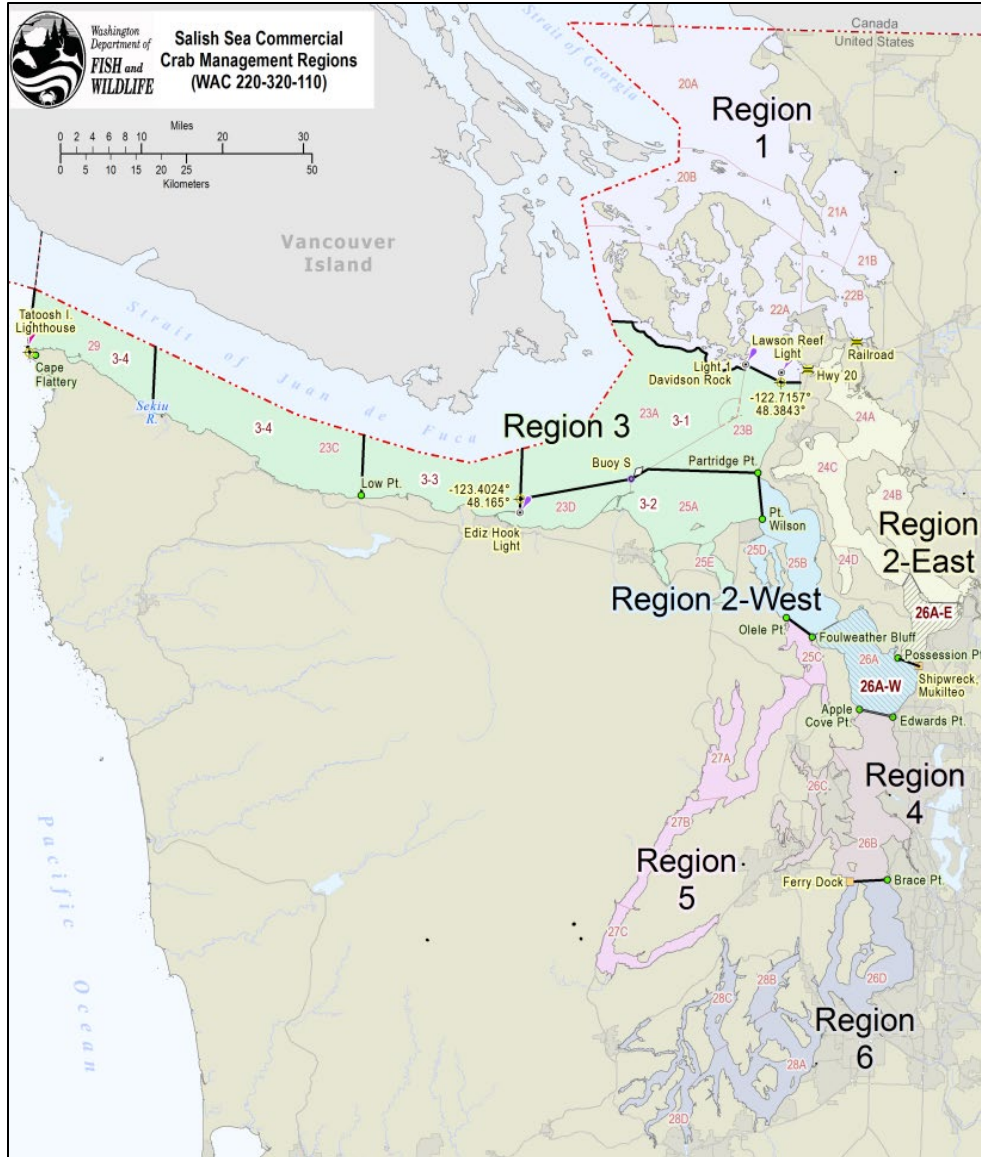 Washington
Department of
FISH and
WILDLIFE
Salish Sea Commercial
Crab Management Regions
(WAC 220-320-110)
Miles
0 2 4 6 8 10 20 30
0 5 10 15 20 25 50
Kilometers
Canada
United States
Strait of Georgia
20A
Region
1
20B
21A
Vancouver
Island
21B
22A
22B
Tatoosh I.
Lighthouse
29
3-4
Cape
Flattery
Strait of Juan de Fuca
Lawson Reef
Light
Railroad
Light 1
Davidson Rock
Hwy 20
-122.7157°
48.3843°
Sekiu
R.
3-4
23C
Region 3
23A
3-1
23B
24A
Buoy S
Partridge Pt.
24C
Low Pt.
3-3
-123.4024°
48.165°
24B
Ediz Hook
Light
23D
3-2
25A
Pt.
Wilson
Region
2-East
25D
25B
25E
24D
Region 2-West
26A-E
Olele Pt.
Foulweather Bluff
25C
26A
Possession Pt
26A-W
Shipwreck,
Mukilteo
Apple
Cove Pt.
Edwards Pt.
27A
Region
4
26C
27B
26B
Region
5
Ferry Dock
Brace Pt.
27C
28B
26D
28C
Region
6
28A
28D
Pacific Ocean